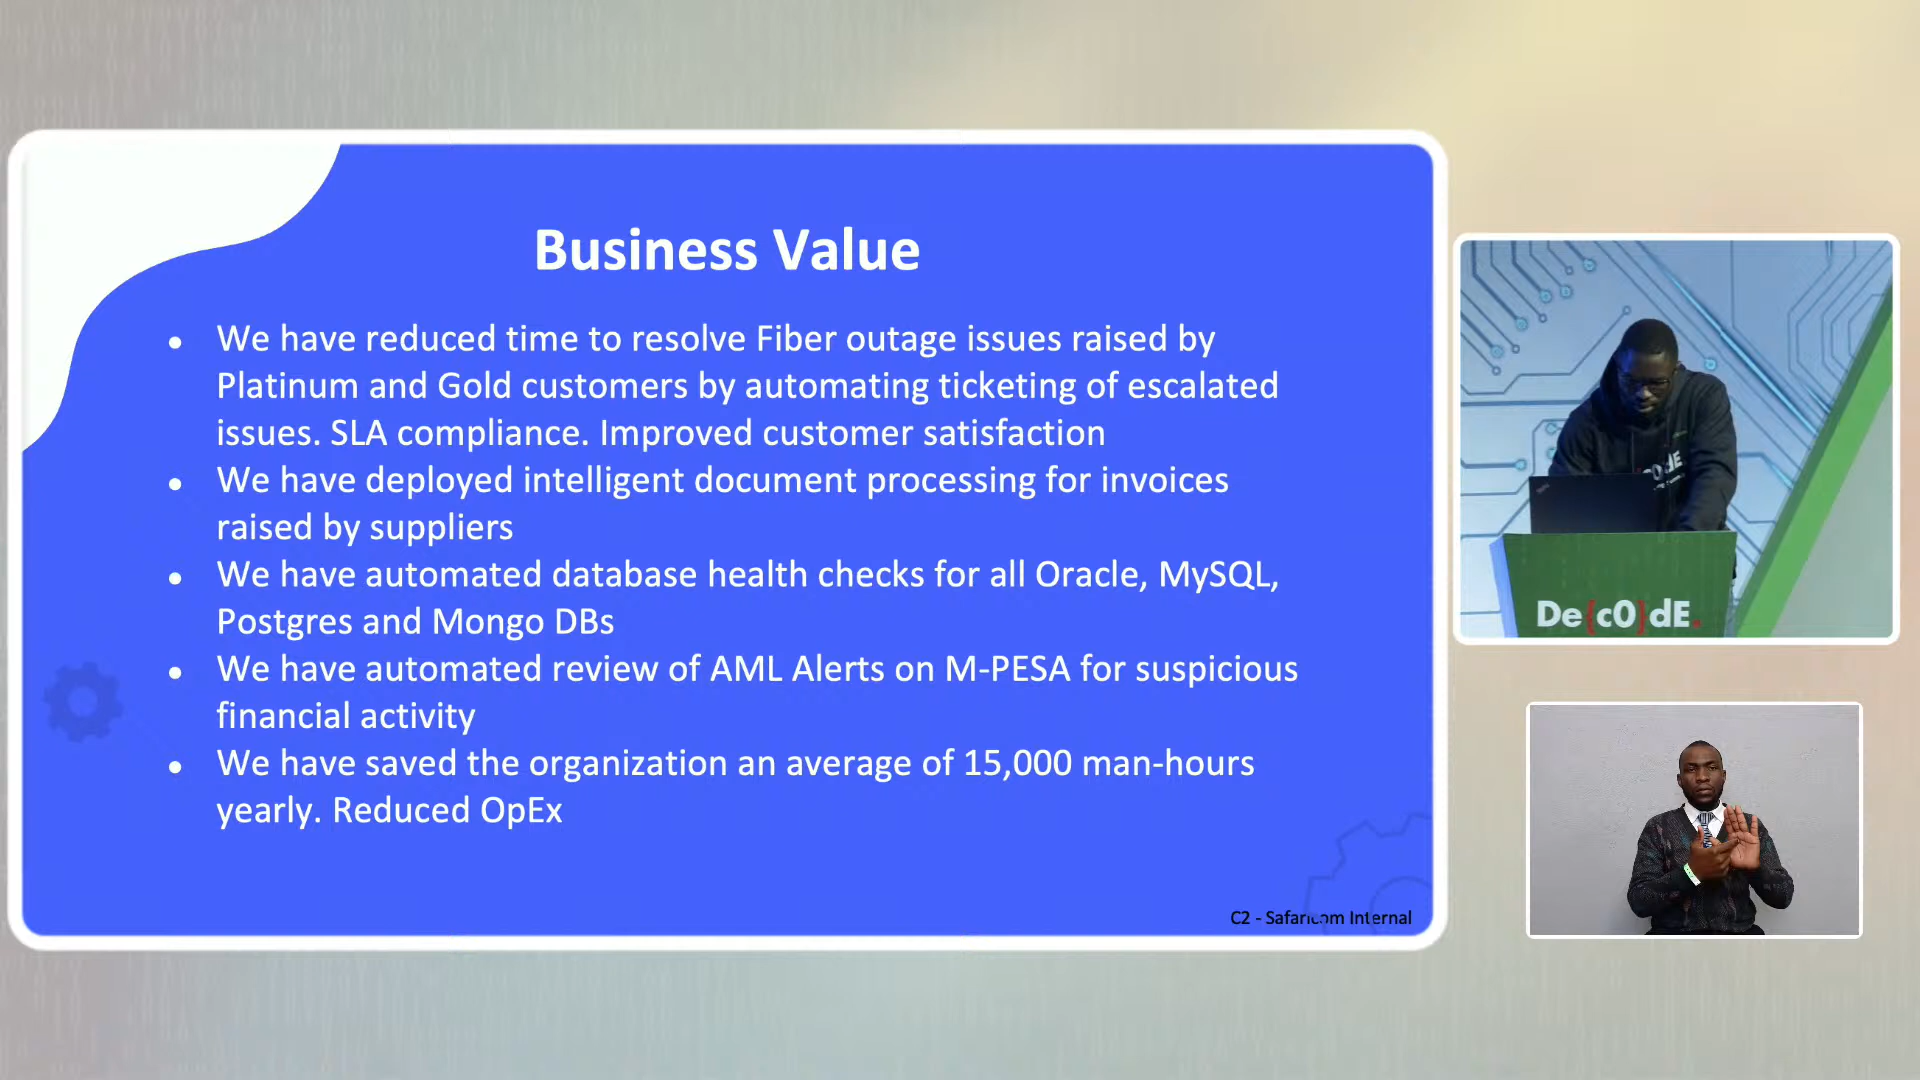 Business Value
• We have reduced time to resolve Fiber outage issues raised by
Platinum and Gold customers by automating ticketing of escalated
issues. SLA compliance. Improved customer satisfaction
• We have deployed intelligent document processing for invoices
raised by suppliers
• We have automated database health checks for all Oracle, MySQL,
Postgres and Mongo DBs
• We have automated review of AML Alerts on M-PESA for suspicious
financial activity
• We have saved the organization an average of 15,000 man-hours
yearly. Reduced OpEx
C2 - Safaricom Internal
De{c0}dE.